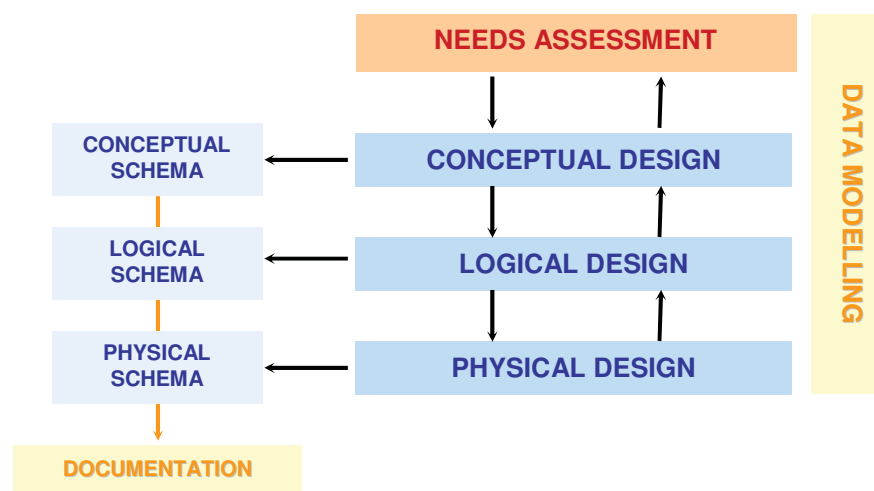 NEEDS ASSESSMENT
CONCEPTUAL
SCHEMA
CONCEPTUAL DESIGN
LOGICAL
SCHEMA
LOGICAL DESIGN
PHYSICAL
SCHEMA
PHYSICAL DESIGN
DOCUMENTATION
DATA MODELLING